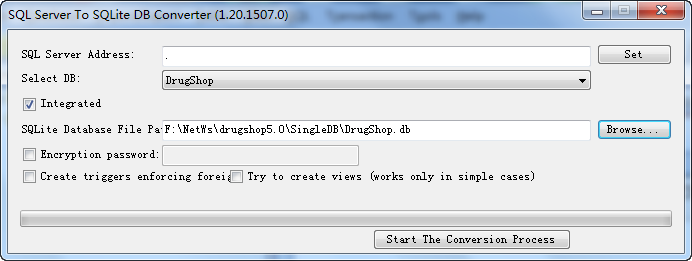 SQL Server To SQLite DB Converter (1.20.1507.0)
SQL Server Address: . Set
Select DB: DrugShop
Integrated
SQLite Database File Pa F:\NetWs\drugshop5.0\SingleDB\DrugShop.db Browse...
Encryption password:
Create triggers enforcing foreig Try to create views (works only in simple cases)
Start The Conversion Process